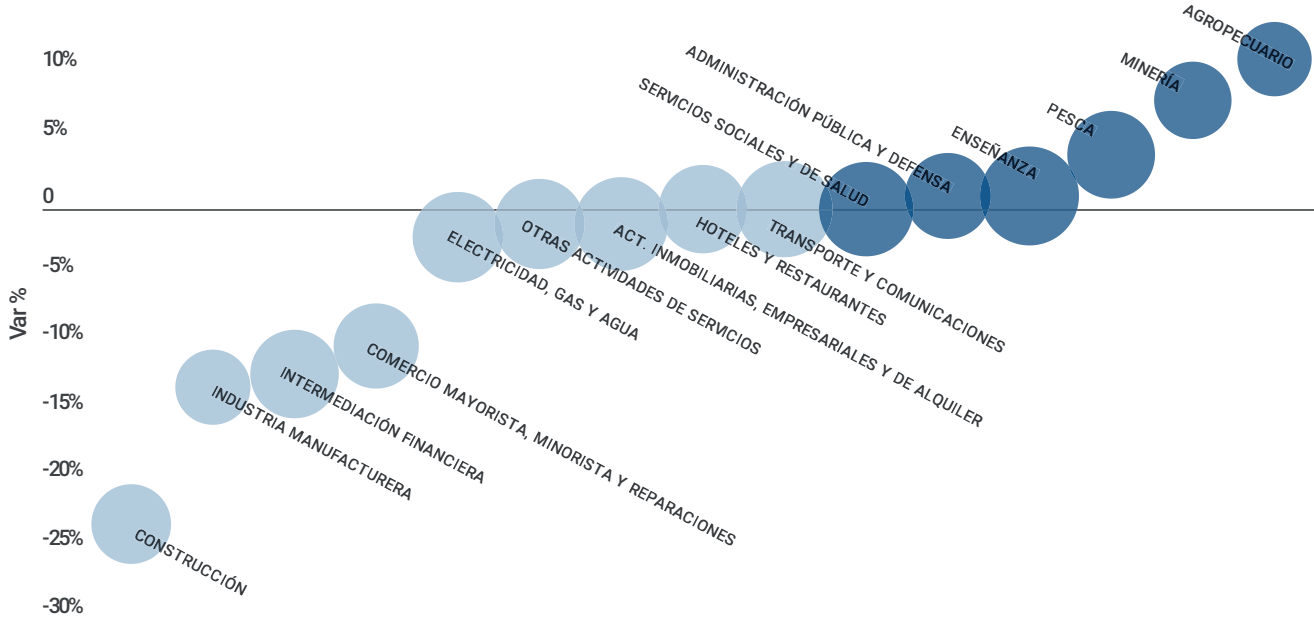 AGROPECUARIO
MINERÍA
PESCA
ENSEÑANZA
ADMINISTRACIÓN PÚBLICA Y DEFENSA
SERVICIOS SOCIALES Y DE SALUD
10%
5%
0
-5%
-10%
-15%
-20%
-25%
-30%
Var %
TRANSPORTE Y COMUNICACIONES
HOTELES Y RESTAURANTES
ACT. INMOBILIARIAS, EMPRESARIALES Y DE ALQUILER
OTRAS ACTIVIDADES DE SERVICIOS
ELECTRICIDAD, GAS Y AGUA
COMERCIO MAYORISTA, MINORISTA Y REPARACIONES
INTERMEDIACIÓN FINANCIERA
INDUSTRIA MANUFACTURERA
CONSTRUCCIÓN